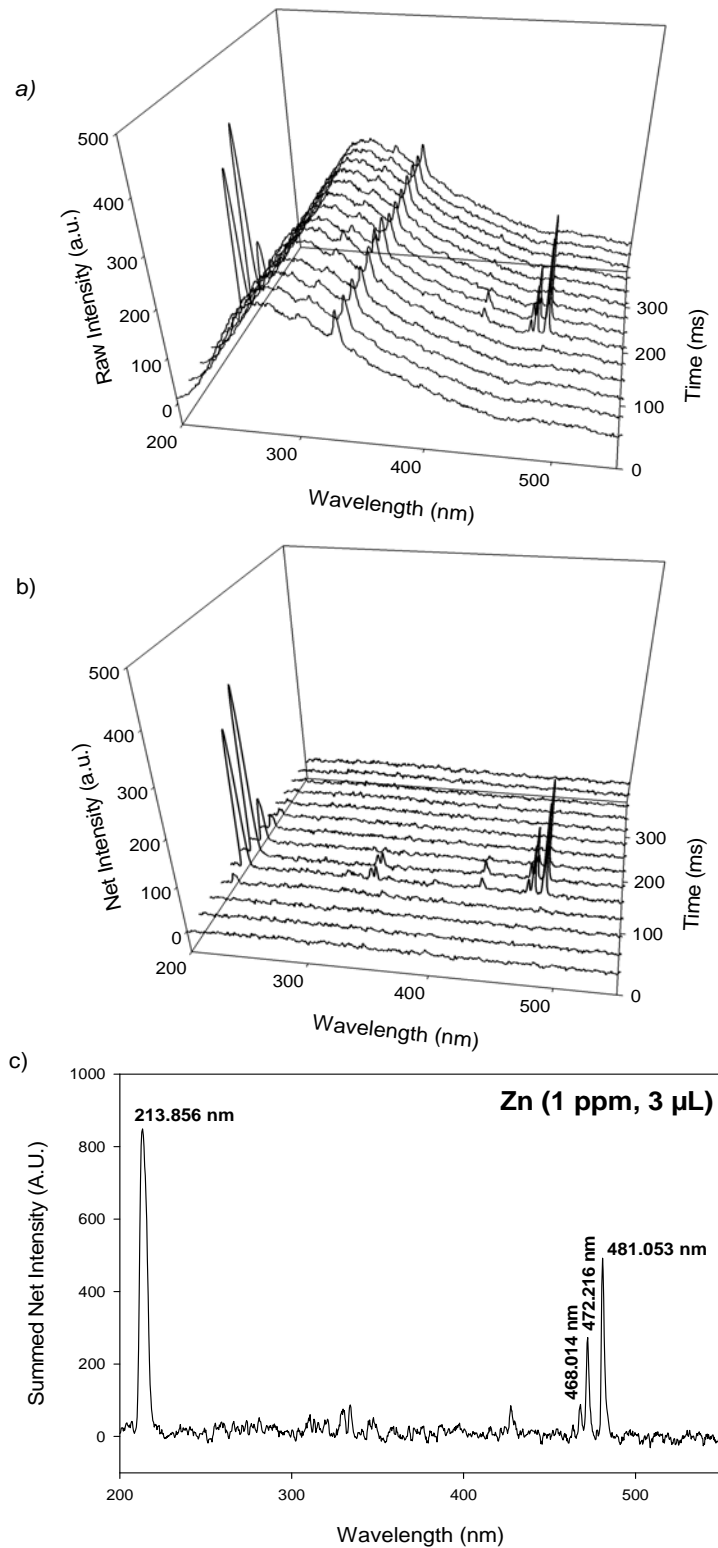 a)
500
400
300
200
100
0
Raw Intensity (a.u.)
200
300
400
500
Wavelength (nm)
300
200
100
0
Time (ms)
b)
500
400
300
200
100
0
Net Intensity (a.u.)
200
300
400
500
Wavelength (nm)
300
200
100
0
Time (ms)
c)
1000
800
600
400
200
0
Summed Net Intensity (A.U.)
Zn (1 ppm, 3 µL)
213.856 nm
468.014 nm
472.216 nm
481.053 nm
200
300
400
500
Wavelength (nm)